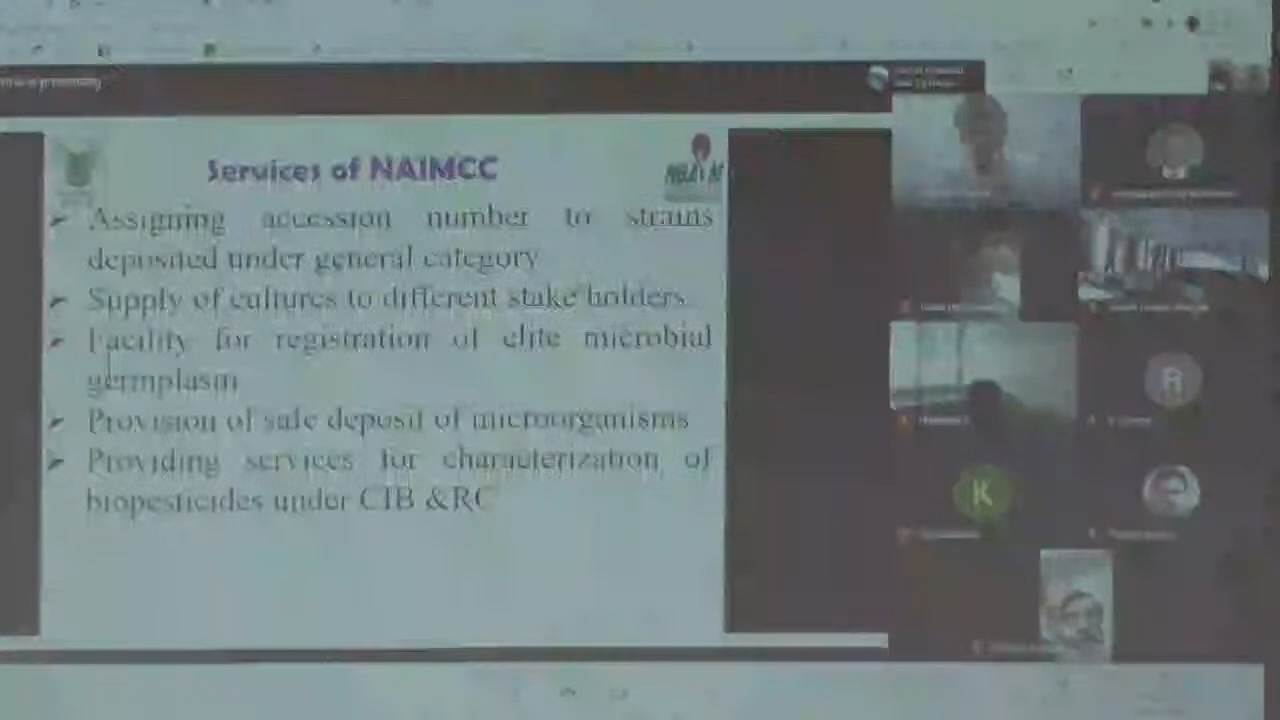 Services of NAIMCC
➢ Assigning accession number to strains
deposited under general category
➢ Supply of cultures to different stake holders.
➢ Facility for registration of elite microbial
germplasm
➢ Provision of safe deposit of microorganisms
➢ Providing services for characterization of
biopesticides under CIB &RC
R
K